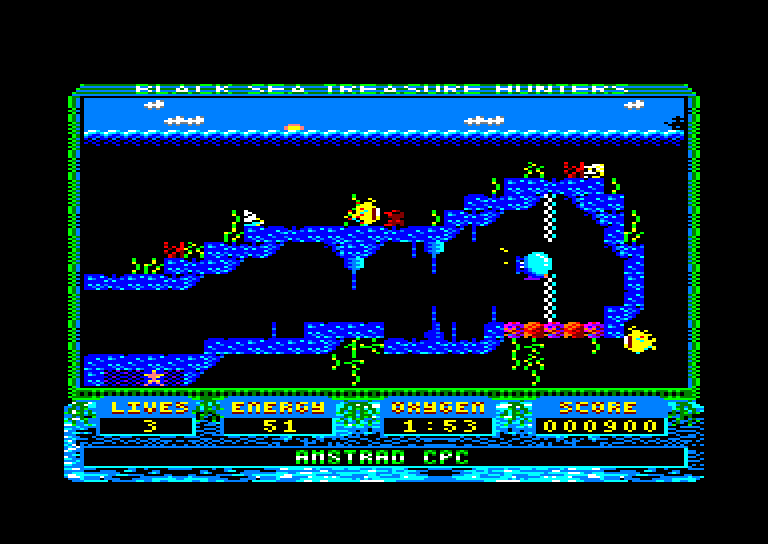 BLACK SEA TREASURE HUNTERS
LIVES ENERGY OXYGEN SCORE
3 51 1:53 000900
AMSTRAD CPC